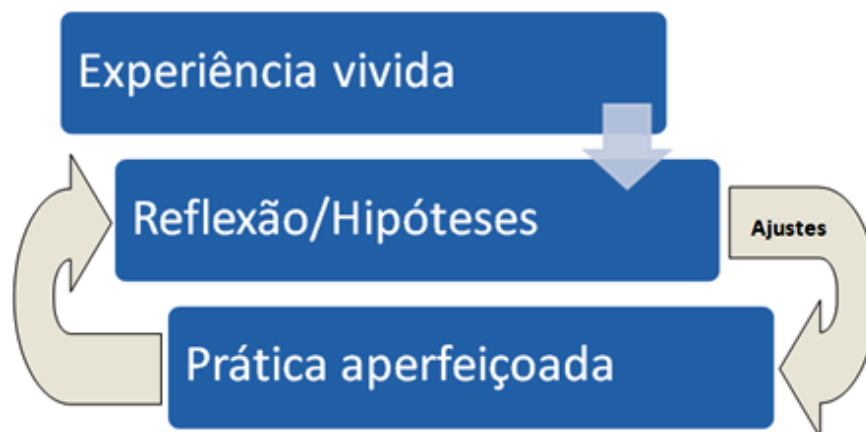 Experiência vivida
Reflexão/Hipóteses
Ajustes
Prática aperfeiçoada